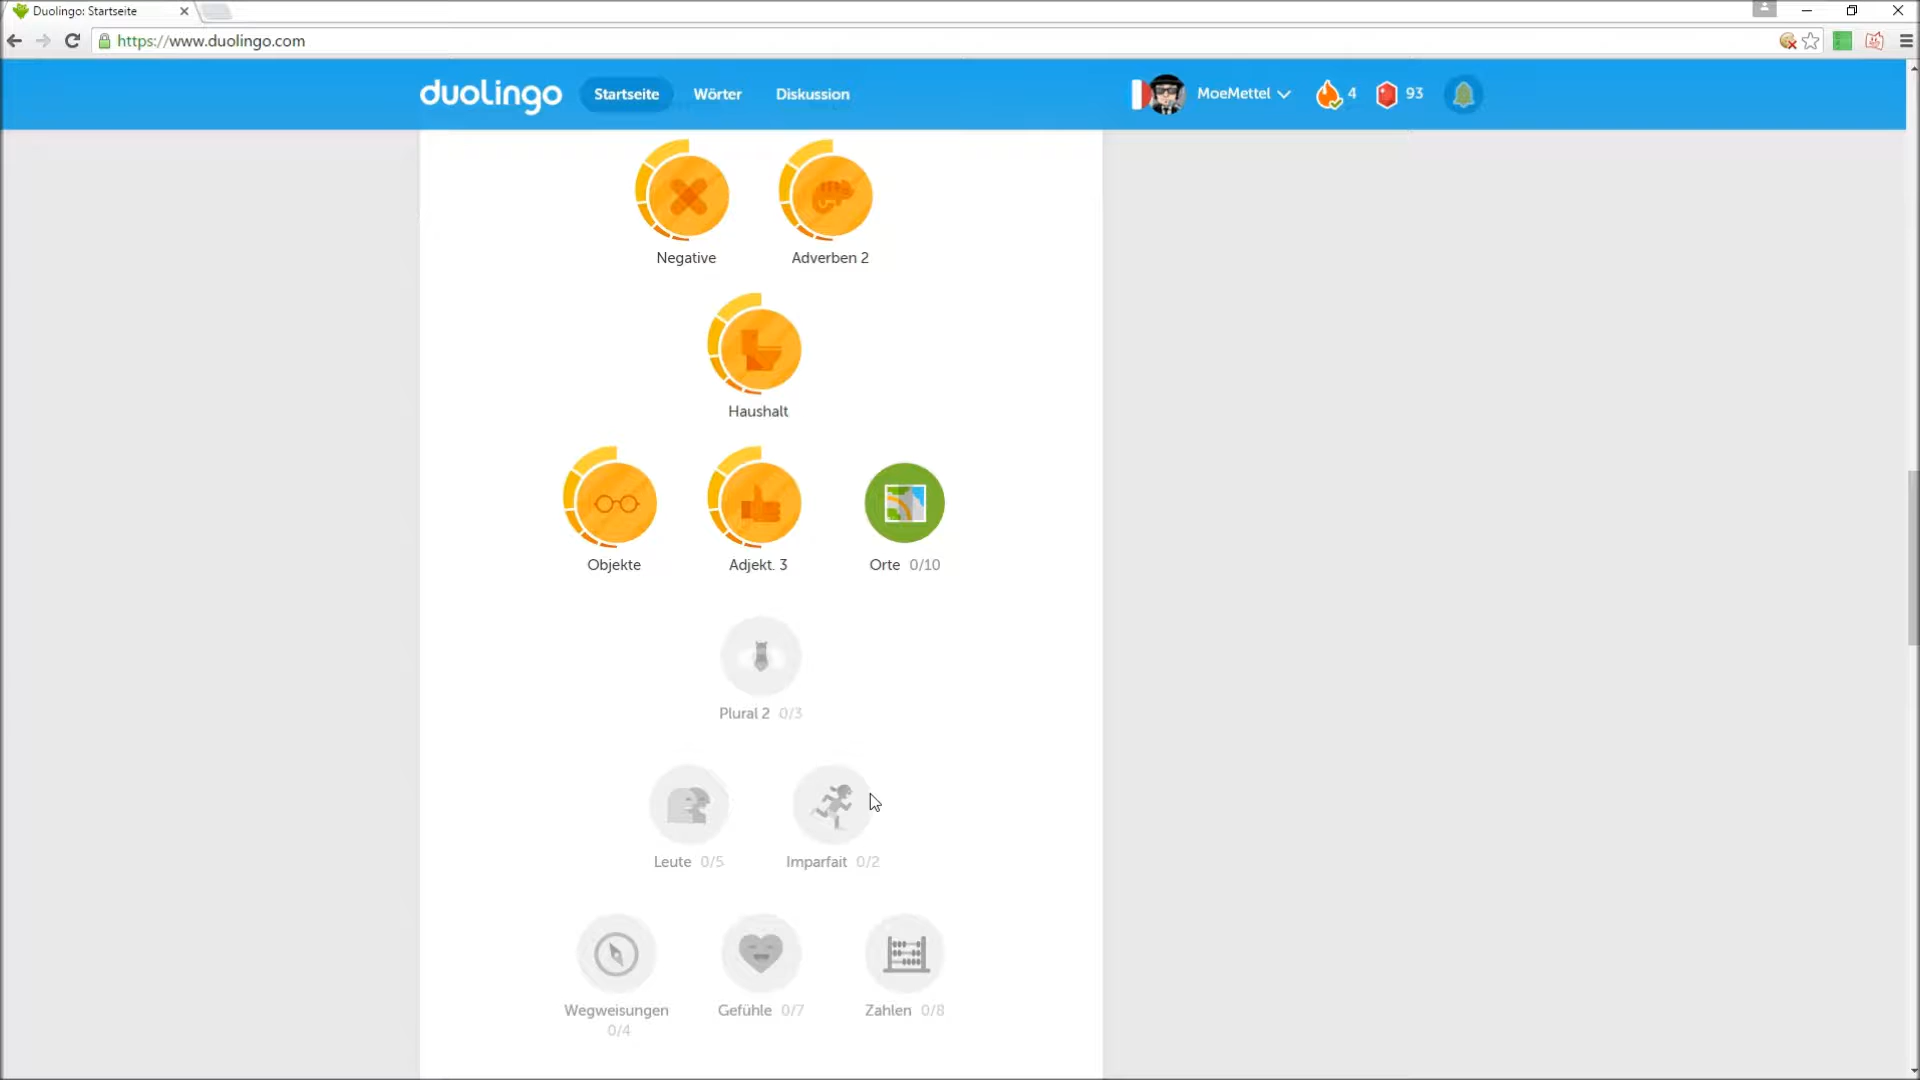 Duolingo: Startseite
https://www.duolingo.com
duolingo Startseite Wörter Diskussion MoeMettel 4 93
Negative Adverben 2
Haushalt
Objekte Adjekt. 3 Orte 0/10
Plural 2 0/3
Leute 0/5 Imparfait 0/2
Wegweisungen Gefühle 0/7 Zahlen 0/8
0/4